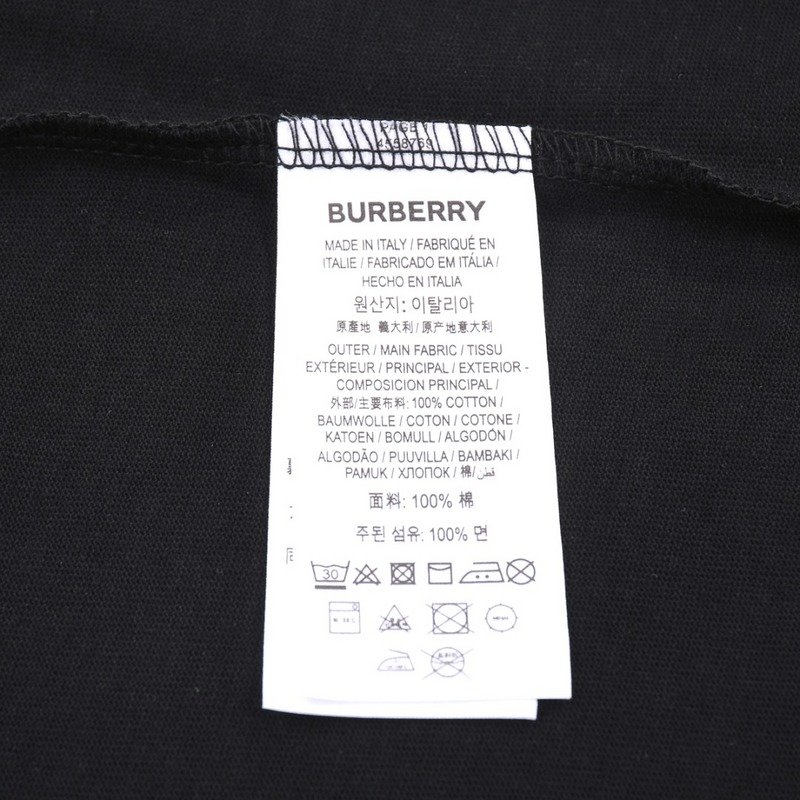 PAGE 1
4558769
BURBERRY
MADE IN ITALY / FABRIQUÉ EN
ITALIE / FABRICADO EM ITÁLIA /
HECHO EN ITALIA
원산지: 이탈리아
原產地 義大利 / 原产地意大利
OUTER / MAIN FABRIC / TISSU
EXTÉRIEUR / PRINCIPAL / EXTERIOR -
COMPOSICION PRINCIPAL /
外部/主要布料: 100% COTTON /
BAUMWOLLE / COTON / COTONE /
KATOEN / BOMULL / ALGODÓN /
ALGODÃO / PUUVILLA / BAMBAKI /
PAMUK / ХЛОПОК / 棉/ قطن
面料: 100% 棉
주된 섬유: 100% 면
30